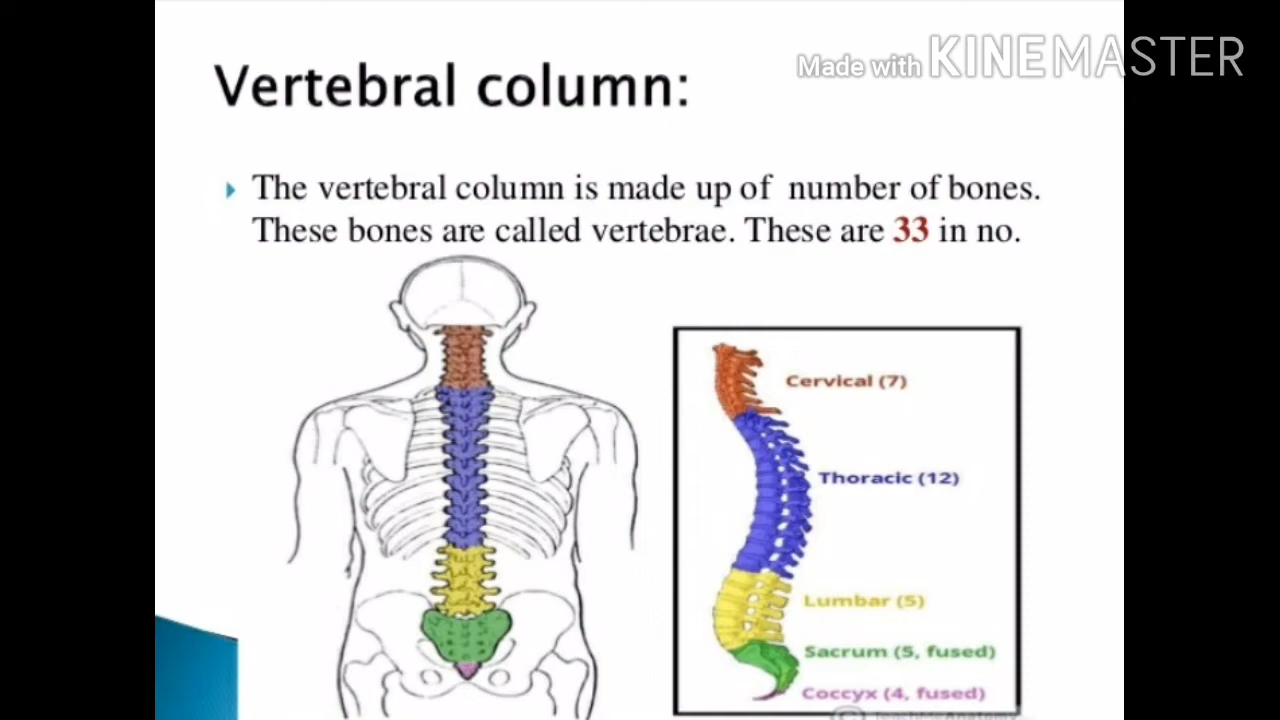 Made with KINEMASTER
Vertebral column:
The vertebral column is made up of number of bones.
These bones are called vertebrae. These are 33 in no.
Cervical (7)
Thoracic (12)
Lumbar (5)
Sacrum (5, fused)
Coccyx (4, fused)